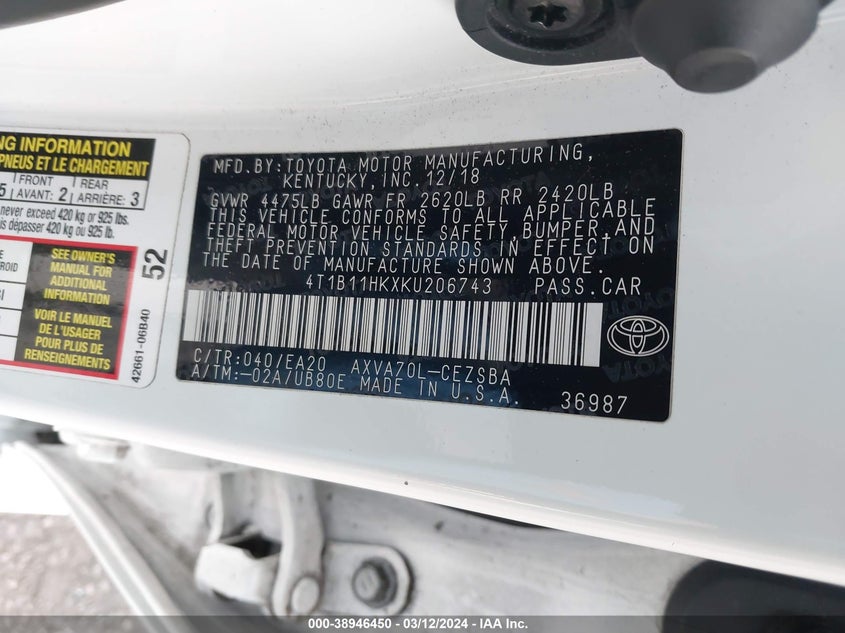 NG INFORMATION
PNEUS ET LE CHARGEMENT
5 FRONT 2 REAR 3
AVANT: ARRIÈRE:
never exceed 420 kg or 925 lbs.
dépasser 420 kg ou 925 lb.
SEE OWNER'S
MANUAL FOR
ADDITIONAL
INFORMATION
VOIR LE MANUEL
DE L'USAGER
POUR PLUS DE
RENSEIGNEMENTS
52
42661-06B40
MFD.BY:TOYOTA MOTOR MANUFACTURING,
KENTUCKY,INC.12/18
GVWR 4475LB GAWR FR 2620LB RR 2420LB
THIS VEHICLE CONFORMS TO ALL APPLICABLE
FEDERAL MOTOR VEHICLE SAFETY,BUMPER,AND
THEFT PREVENTION STANDARDS IN EFFECT ON
THE DATE OF MANUFACTURE SHOWN ABOVE.
4T1B11HKXKU206743 PASS.CAR
C/TR:040/EA20 AXVA70L-CEZSBA
A/TM:-02A/UB80E MADE IN U.S.A.
36987
000-38946450 - 03/12/2024 - IAA Inc.